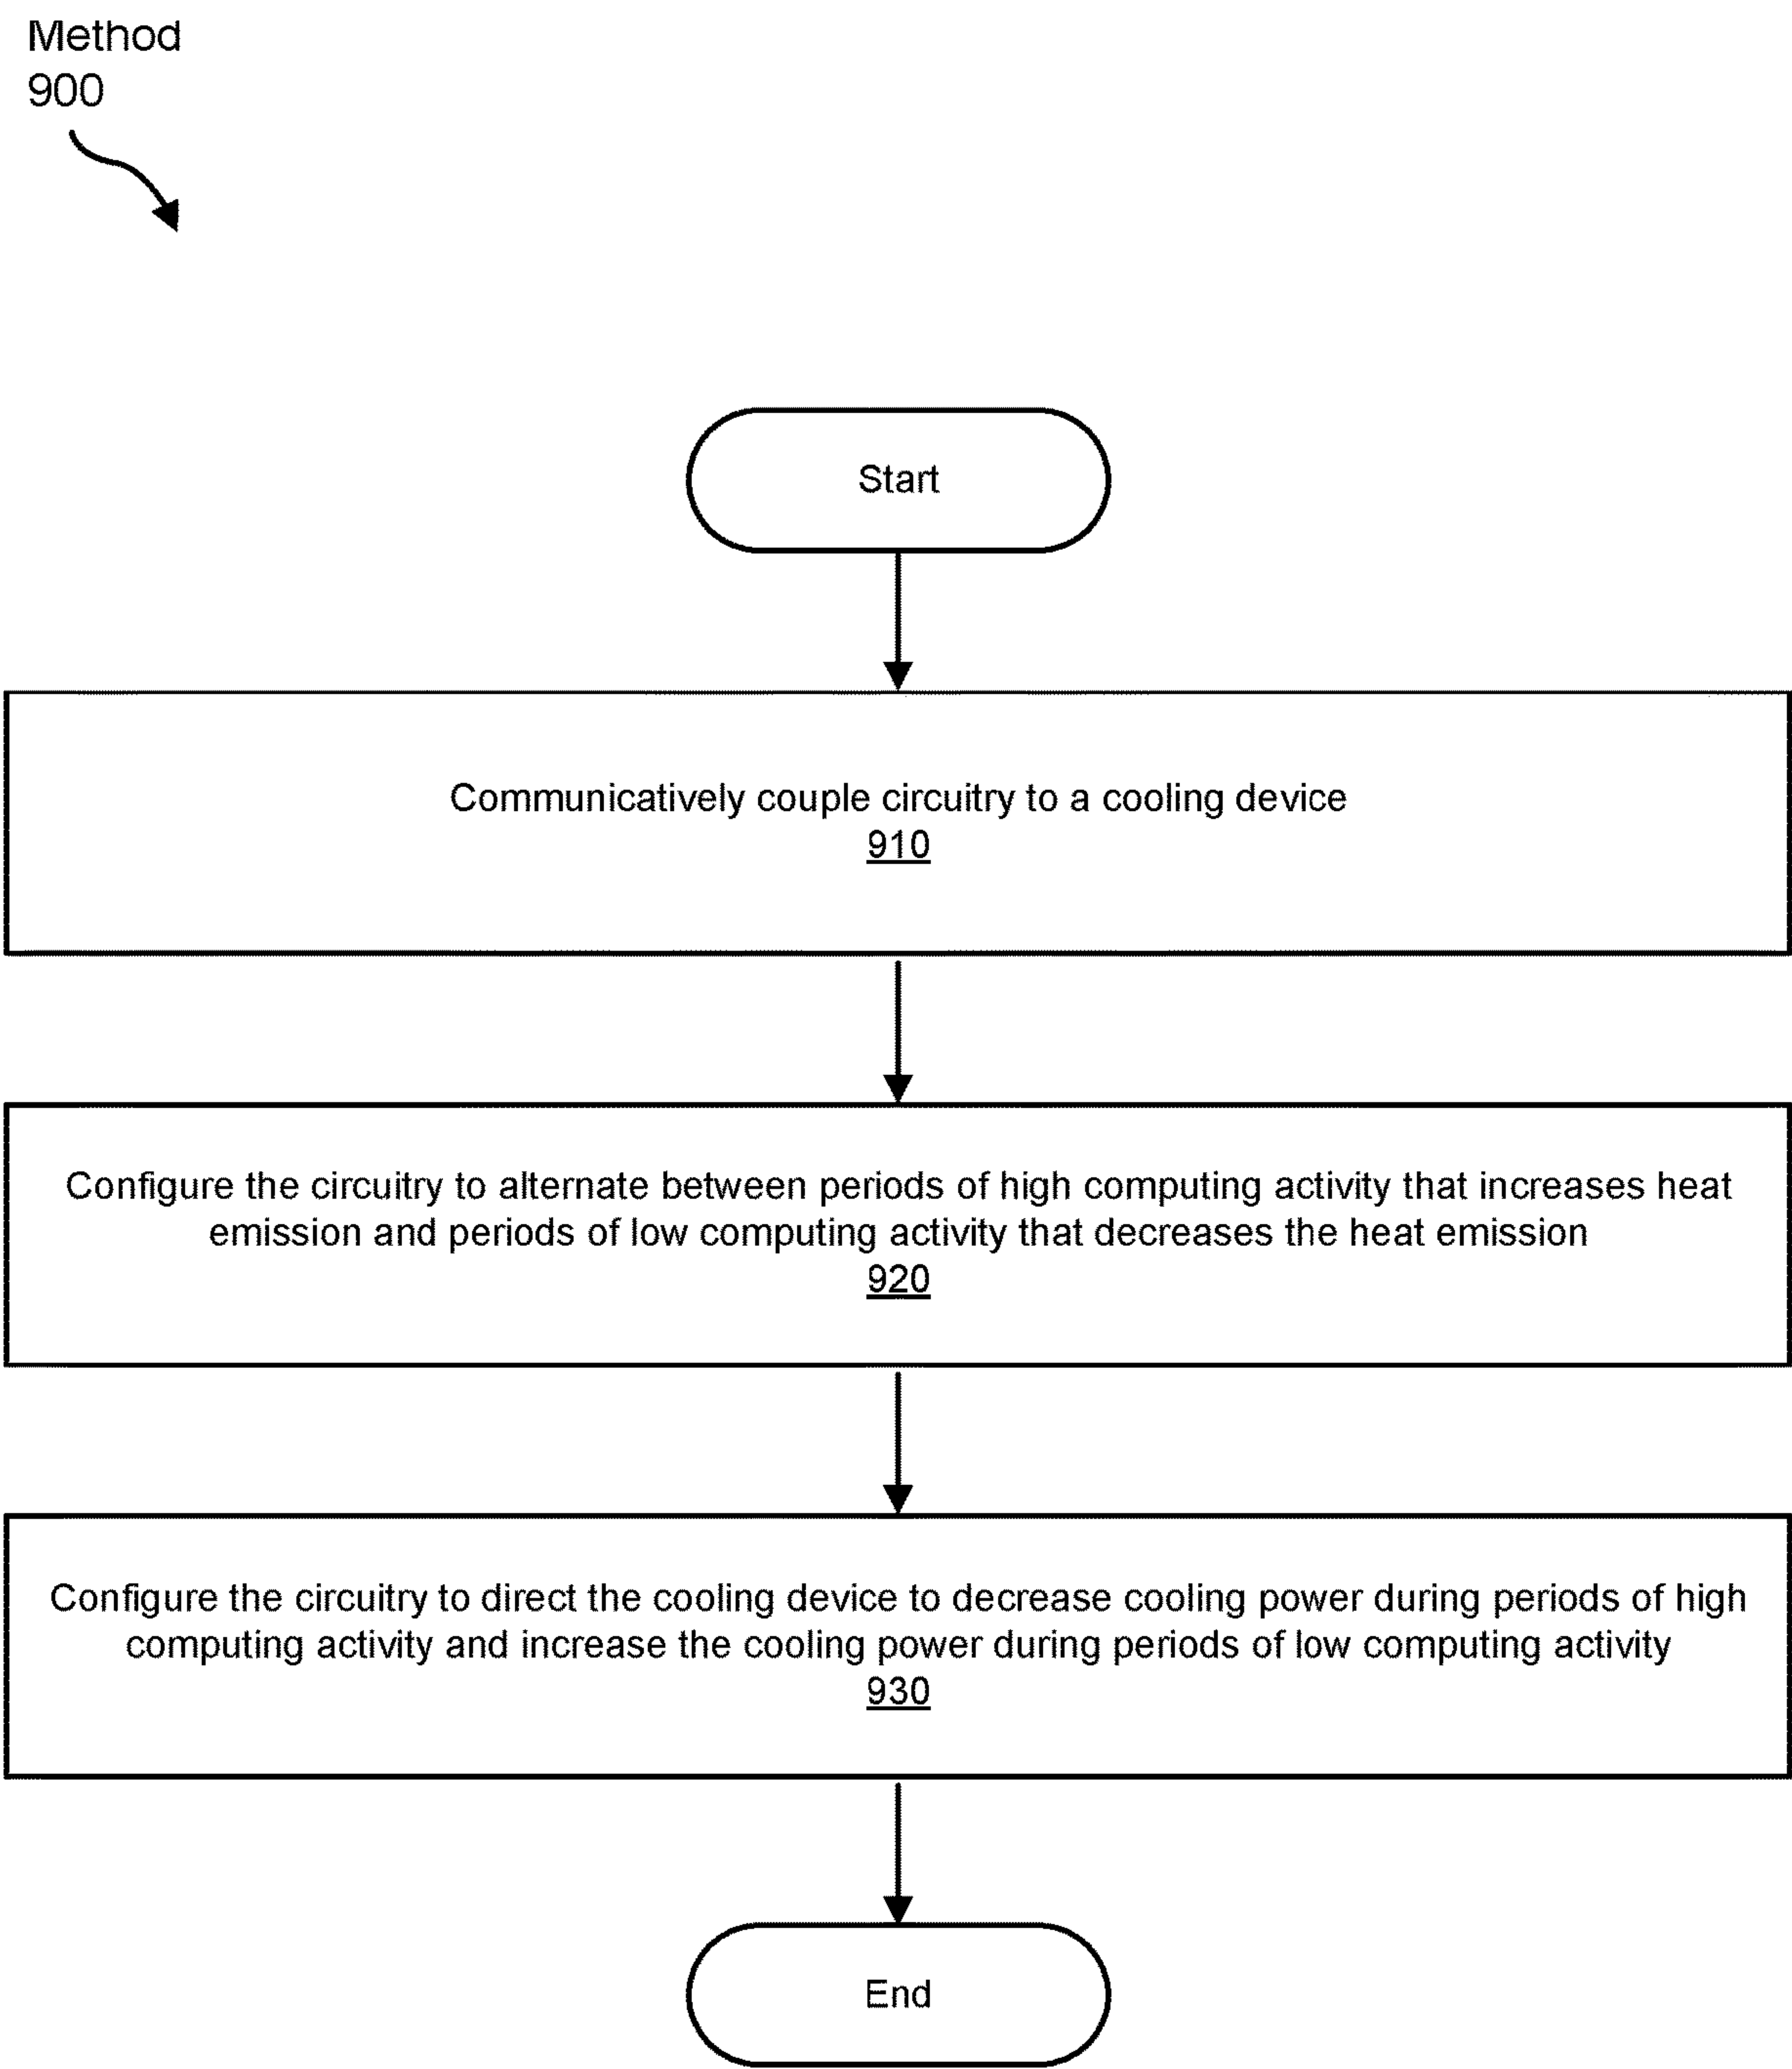 Method
900
Start
Communicatively couple circuitry to a cooling device
910
Configure the circuitry to alternate between periods of high computing activity that increases heat
emission and periods of low computing activity that decreases the heat emission
920
Configure the circuitry to direct the cooling device to decrease cooling power during periods of high
computing activity and increase the cooling power during periods of low computing activity
930
End